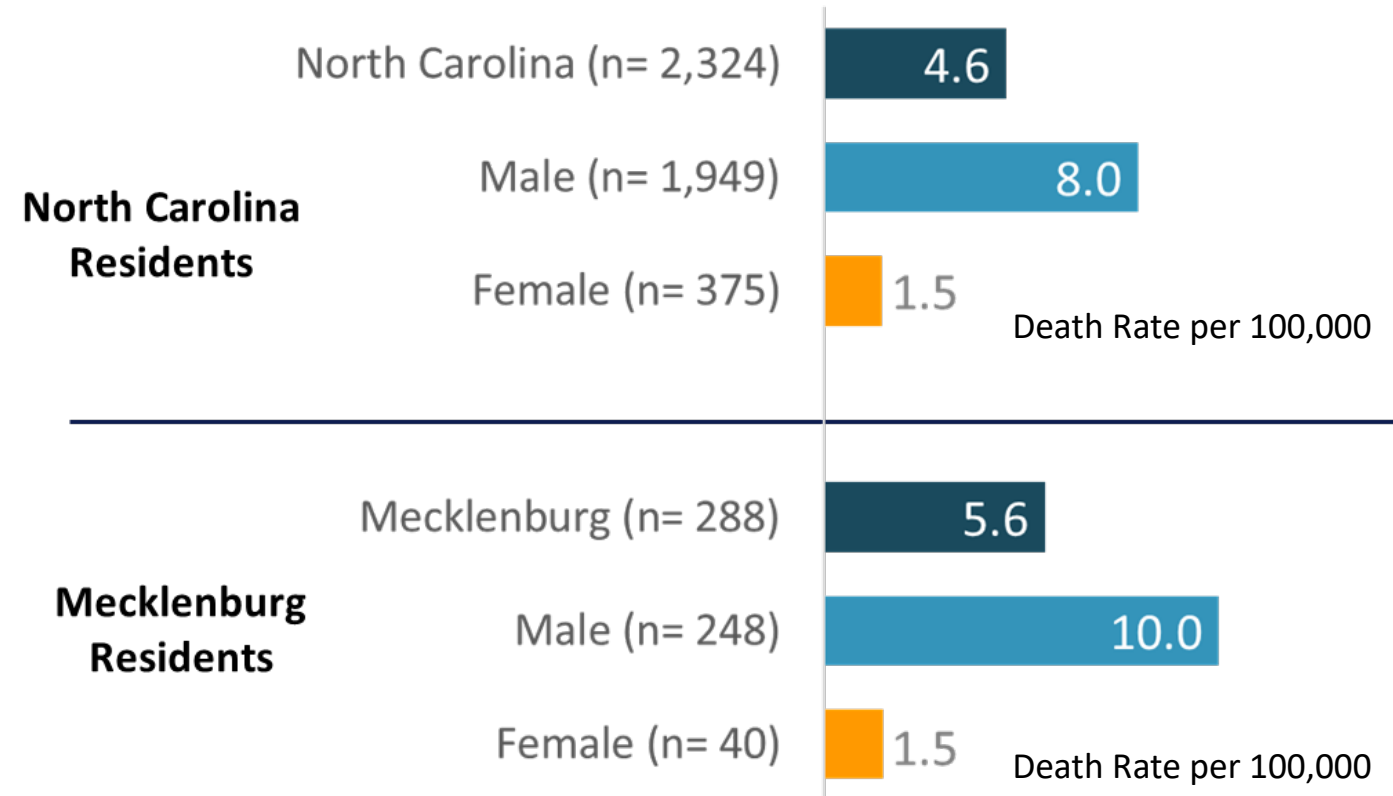 North Carolina (n= 2,324)
4.6
Male (n= 1,949)
8.0
North Carolina
Residents
Female (n= 375)
1.5
Death Rate per 100,000
Mecklenburg (n= 288)
5.6
Mecklenburg
Residents
Male (n= 248)
10.0
Female (n= 40)
1.5
Death Rate per 100,000